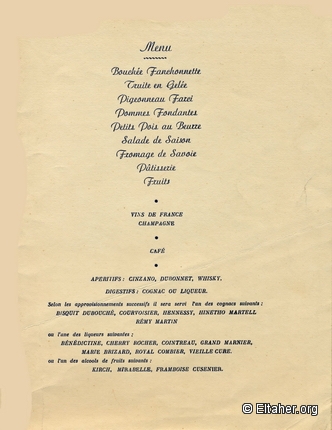 Menu
Bouchée Fanchonnette
Truite en Gelée
Pigeonneau Farci
Pommes Fondantes
Petits Pois au Beurre
Salade de Saison
Fromage de Savoie
Pâtisserie
Fruits
VINS DE FRANCE
CHAMPAGNE
CAFÉ
APERITIFS : CINZANO, DUBONNET, WHISKY.
DIGESTIFS : COGNAC OU LIQUEUR.
Selon les approvisionnements successifs il sera servi l'un des cognacs suivants :
BISQUIT DUBOUCHÉ, COURVOISIER, HENNESSY, HINETHO MARTELL
RÉMY MARTIN
ou l'une des liqueurs suivantes :
BÉNÉDICTINE, CHERRY ROCHER, COINTREAU, GRAND MARNIER,
MARIE BRIZARD, ROYAL COMBIER, VIEILLE CURE.
ou l'un des alcools de fruits suivants :
KIRCH, MIRABELLE, FRAMBOISE CUSENIER.
© Eltaher.org